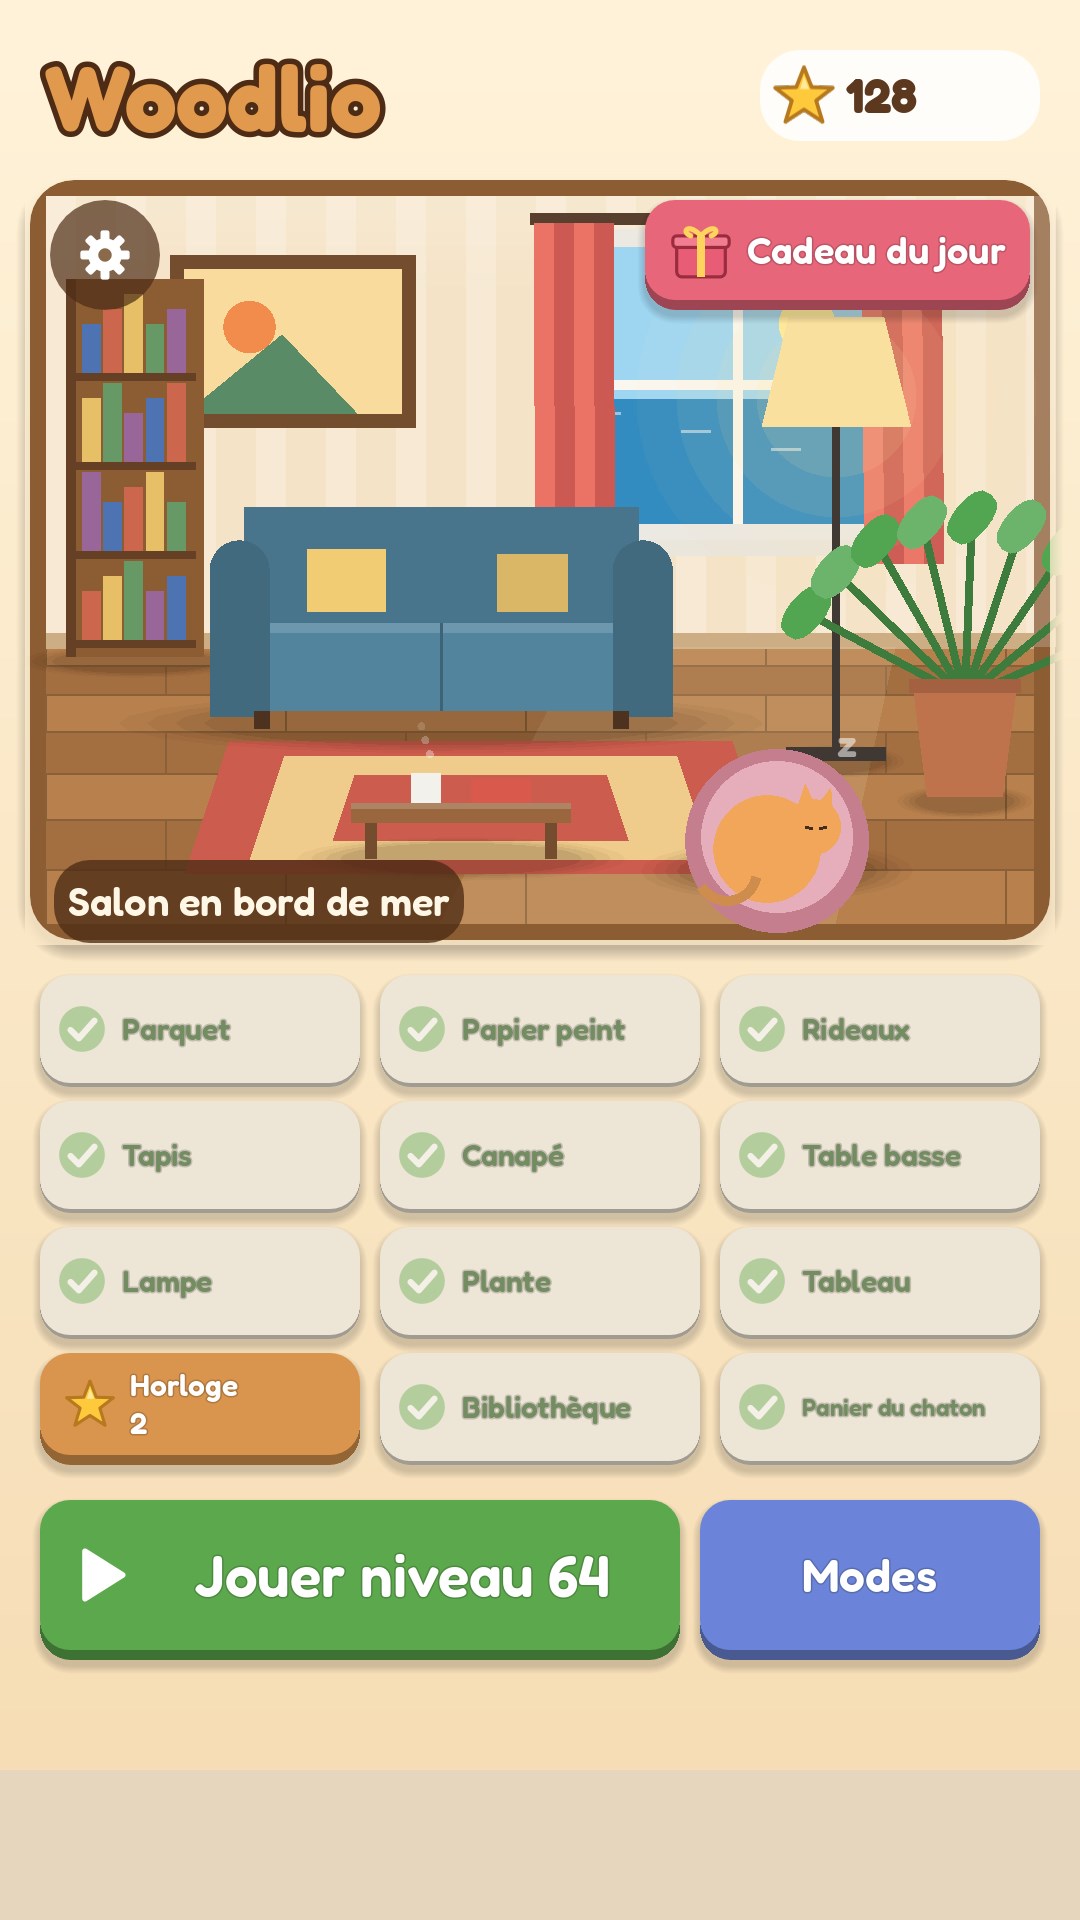 Woodlio
128
Cadeau du jour
z
Salon en bord de mer
Parquet
Papier peint
Rideaux
Tapis
Canapé
Table basse
Lampe
Plante
Tableau
Horloge
2
Bibliothèque
Panier du chaton
Jouer niveau 64
Modes